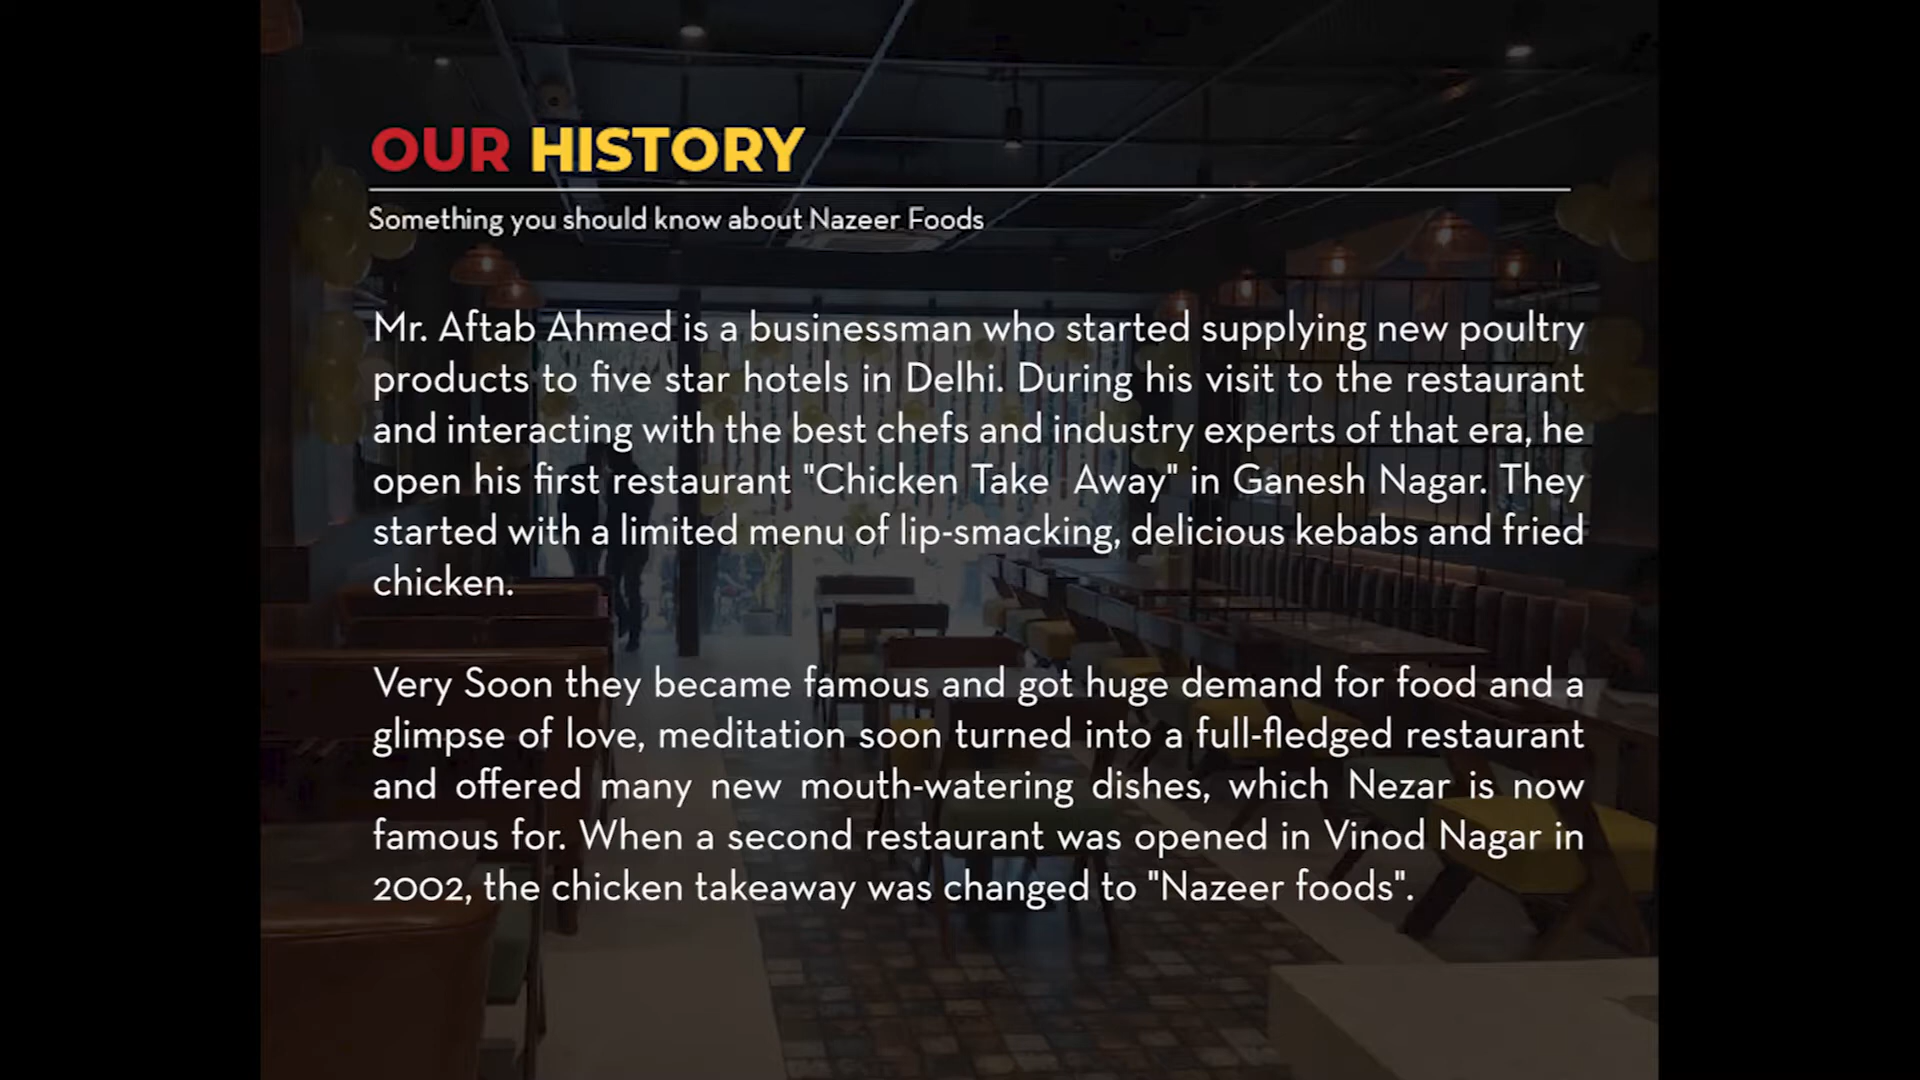 OUR HISTORY
Something you should know about Nazeer Foods
Mr. Aftab Ahmed is a businessman who started supplying new poultry
products to five star hotels in Delhi. During his visit to the restaurant
and interacting with the best chefs and industry experts of that era, he
open his first restaurant "Chicken Take Away" in Ganesh Nagar. They
started with a limited menu of lip-smacking, delicious kebabs and fried
chicken.
Very Soon they became famous and got huge demand for food and a
glimpse of love, meditation soon turned into a full-fledged restaurant
and offered many new mouth-watering dishes, which Nezar is now
famous for. When a second restaurant was opened in Vinod Nagar in
2002, the chicken takeaway was changed to "Nazeer foods".